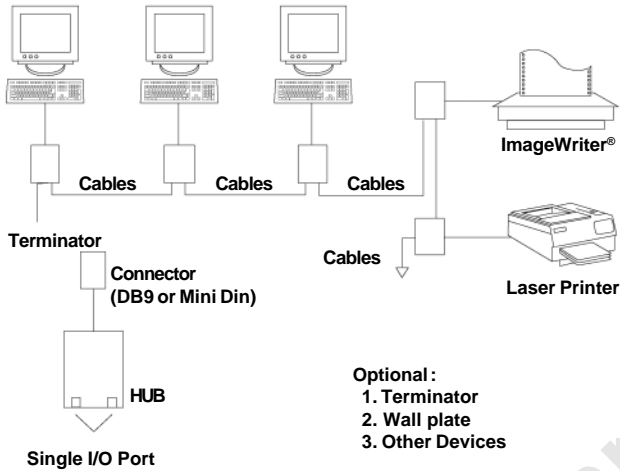 ImageWriter®
Cables Cables Cables
Terminator
Cables
Connector
(DB9 or Mini Din)
Laser Printer
HUB
Optional:
1. Terminator
2. Wall plate
3. Other Devices
Single I/O Port